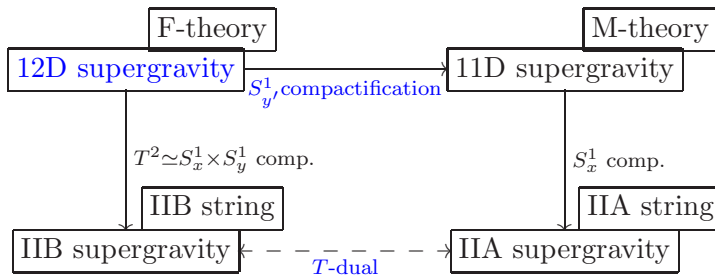 F-theory
M-theory
12D supergravity
11D supergravity
S¹_y′ compactification
T² ≃ S¹_x × S¹_y comp.
S¹_x comp.
IIB string
IIA string
IIB supergravity
IIA supergravity
T-dual